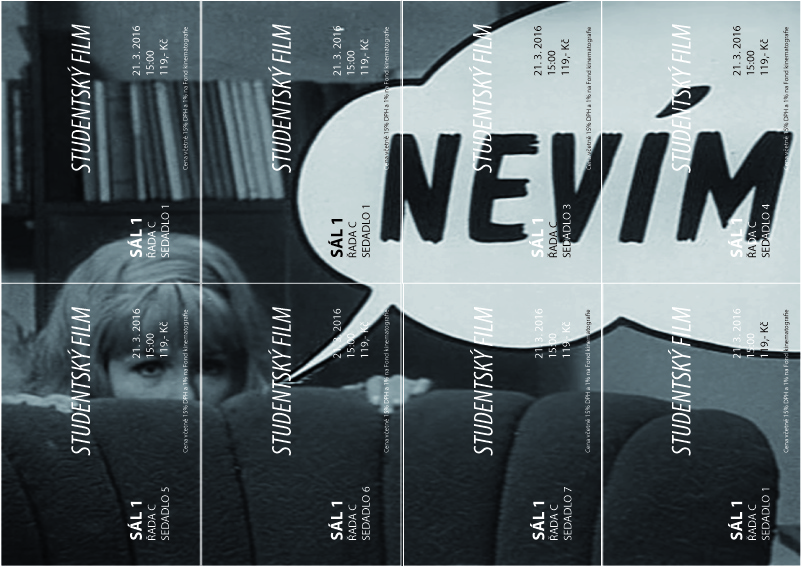 STUDENTSKÝ FILM
21. 3. 2016
15:00
119,- Kč
Cena včetně 15% DPH a 1% na Fond kinematografie
SÁL 1
ŘADA C
SEDADLO 1
STUDENTSKÝ FILM
21. 3. 2016
15:00
119,- Kč
Cena včetně 15% DPH a 1% na Fond kinematografie
SÁL 1
ŘADA C
SEDADLO 1
STUDENTSKÝ FILM
21. 3. 2016
15:00
119,- Kč
Cena včetně 15% DPH a 1% na Fond kinematografie
SÁL 1
ŘADA C
SEDADLO 3
STUDENTSKÝ FILM
21. 3. 2016
15:00
119,- Kč
Cena včetně 15% DPH a 1% na Fond kinematografie
SÁL 1
ŘADA C
SEDADLO 4
NEVÍM
STUDENTSKÝ FILM
21. 3. 2016
15:00
119,- Kč
Cena včetně 15% DPH a 1% na Fond kinematografie
SÁL 1
ŘADA C
SEDADLO 5
STUDENTSKÝ FILM
21. 3. 2016
15:00
119,- Kč
Cena včetně 15% DPH a 1% na Fond kinematografie
SÁL 1
ŘADA C
SEDADLO 6
STUDENTSKÝ FILM
21. 3. 2016
15:00
119,- Kč
Cena včetně 15% DPH a 1% na Fond kinematografie
SÁL 1
ŘADA C
SEDADLO 7
STUDENTSKÝ FILM
21. 3. 2016
15:00
119,- Kč
Cena včetně 15% DPH a 1% na Fond kinematografie
SÁL 1
ŘADA C
SEDADLO 1